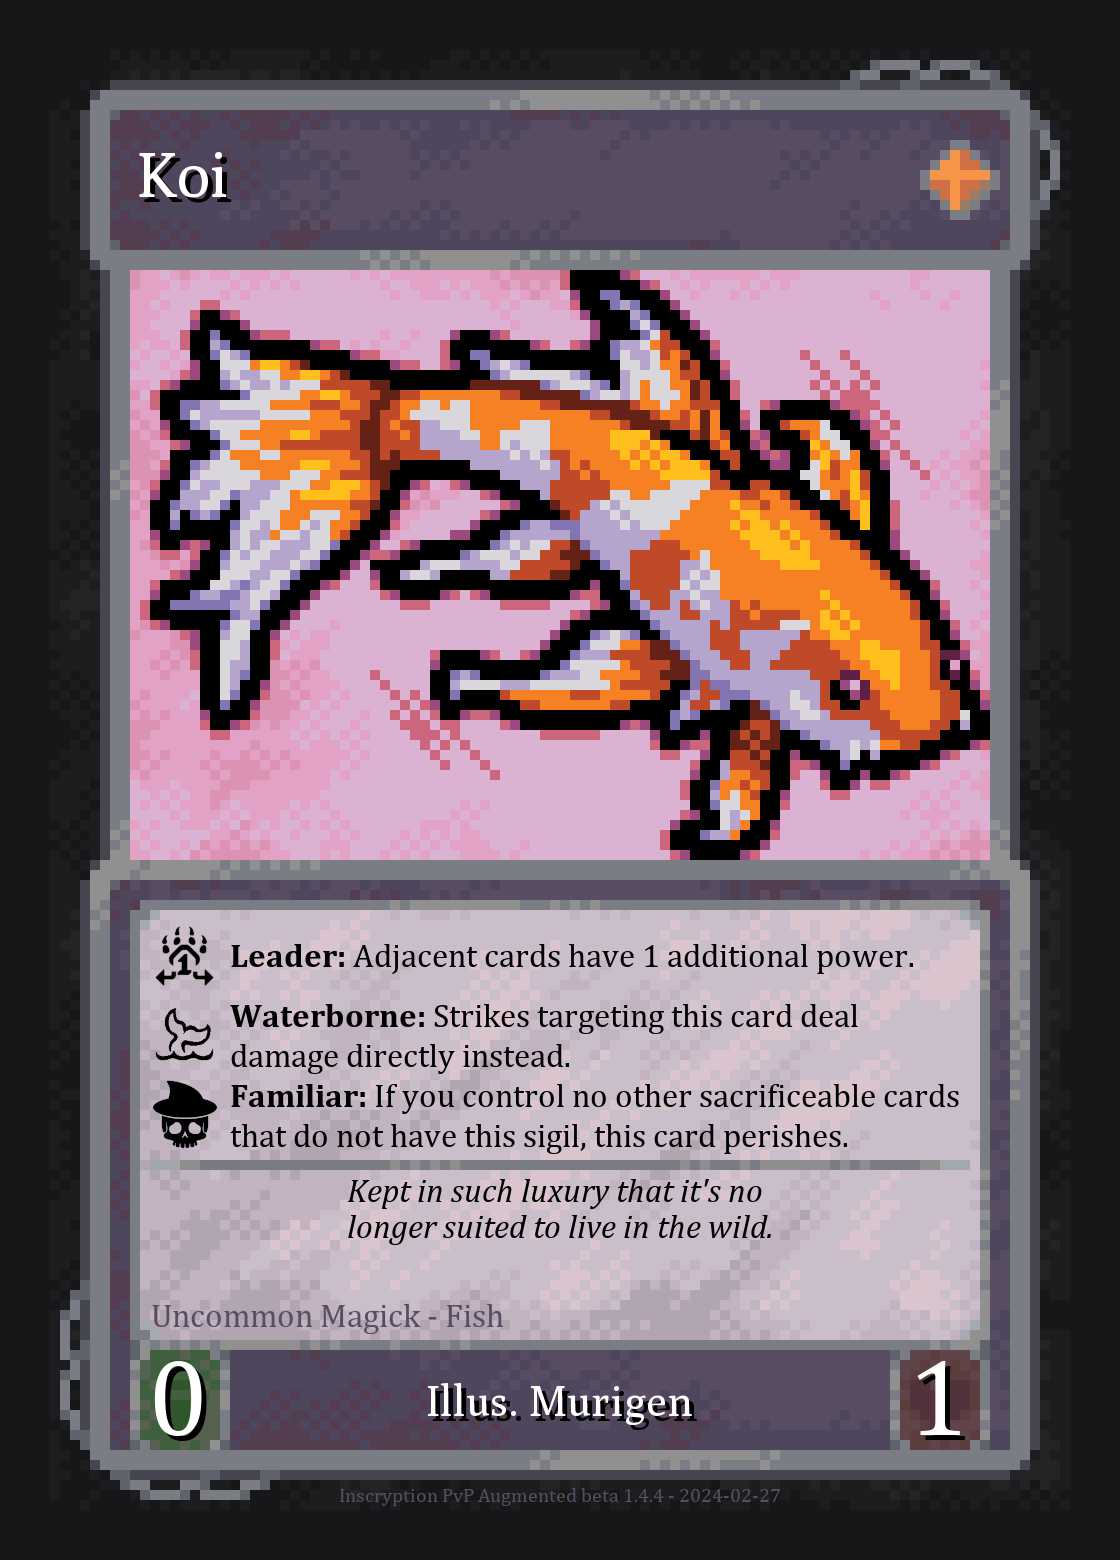 Koi
Leader: Adjacent cards have 1 additional power.
Waterborne: Strikes targeting this card deal
damage directly instead.
Familiar: If you control no other sacrificeable cards
that do not have this sigil, this card perishes.
Kept in such luxury that it's no
longer suited to live in the wild.
Uncommon Magick - Fish
0 Illus. Murigen 1
Inscryption PvP Augmented beta 1.4.4 - 2024-02-27